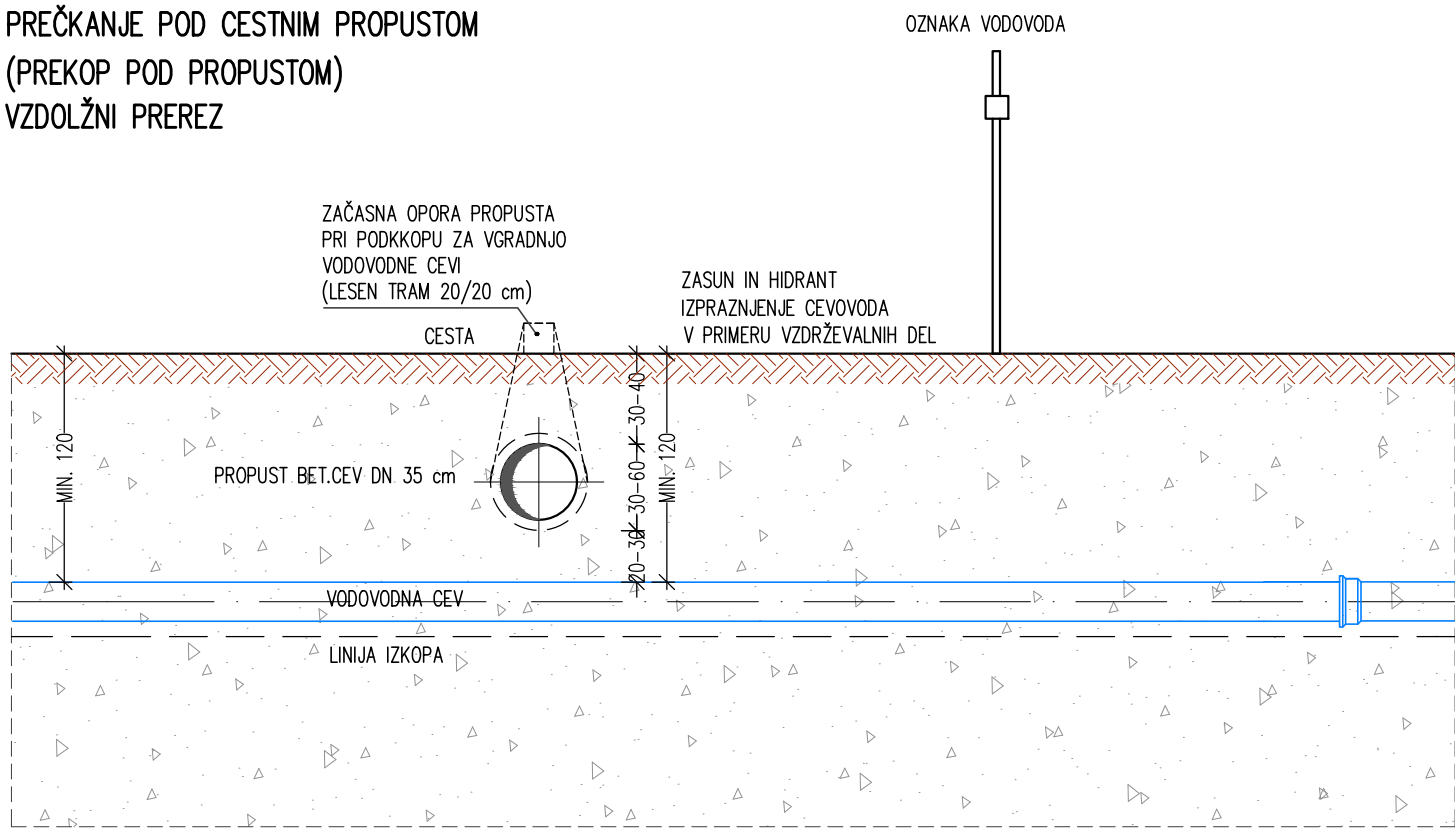 PREČKANJE POD CESTNIM PROPUSTOM
(PREKOP POD PROPUSTOM)
VZDOLŽNI PREREZ
OZNAKA VODOVODA
ZAČASNA OPORA PROPUSTA
PRI PODKKOPU ZA VGRADNJO
VODOVODNE CEVI
(LESEN TRAM 20/20 cm)
CESTA
ZASUN IN HIDRANT
IZPRAZNJENJE CEVOVODA
V PRIMERU VZDRŽEVALNIH DEL
MIN. 120
PROPUST BET.CEV DN 35 cm
30-40
30-60
20-30
MIN. 120
VODOVODNA CEV
LINIJA IZKOPA